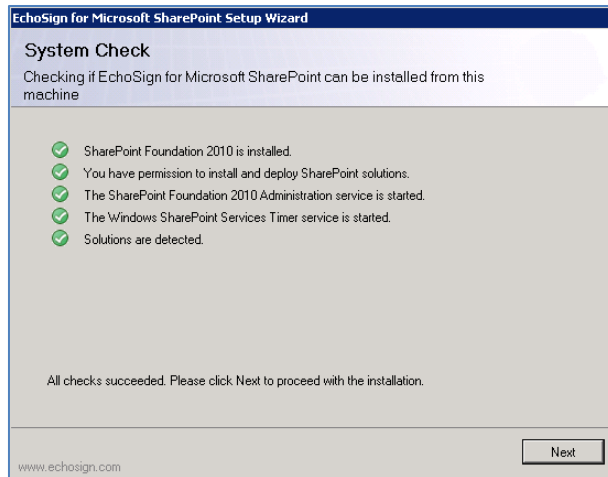 EchoSign for Microsoft SharePoint Setup Wizard
System Check
Checking if EchoSign for Microsoft SharePoint can be installed from this
machine
SharePoint Foundation 2010 is installed.
You have permission to install and deploy SharePoint solutions.
The SharePoint Foundation 2010 Administration service is started.
The Windows SharePoint Services Timer service is started.
Solutions are detected.
All checks succeeded. Please click Next to proceed with the installation.
Next
www.echosign.com